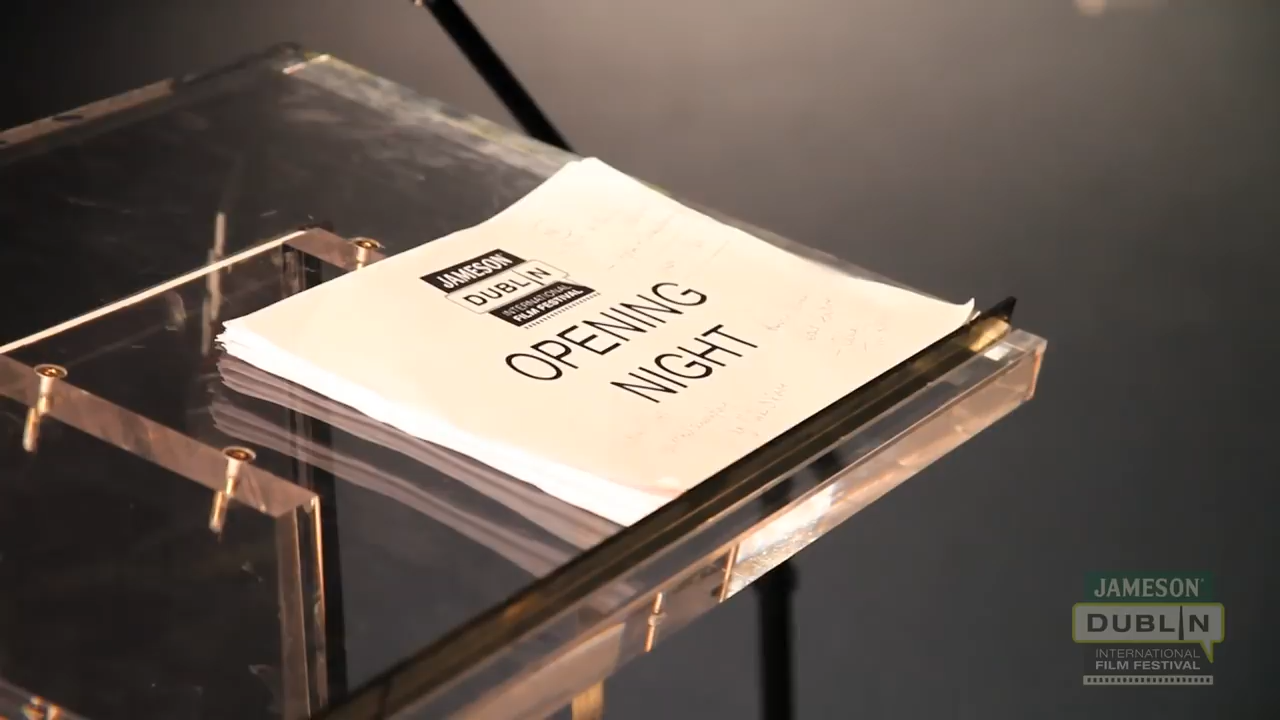 JAMESON
DUBLIN
INTERNATIONAL
FILM FESTIVAL
OPENING
NIGHT
JAMESON
DUBLIN
INTERNATIONAL
FILM FESTIVAL